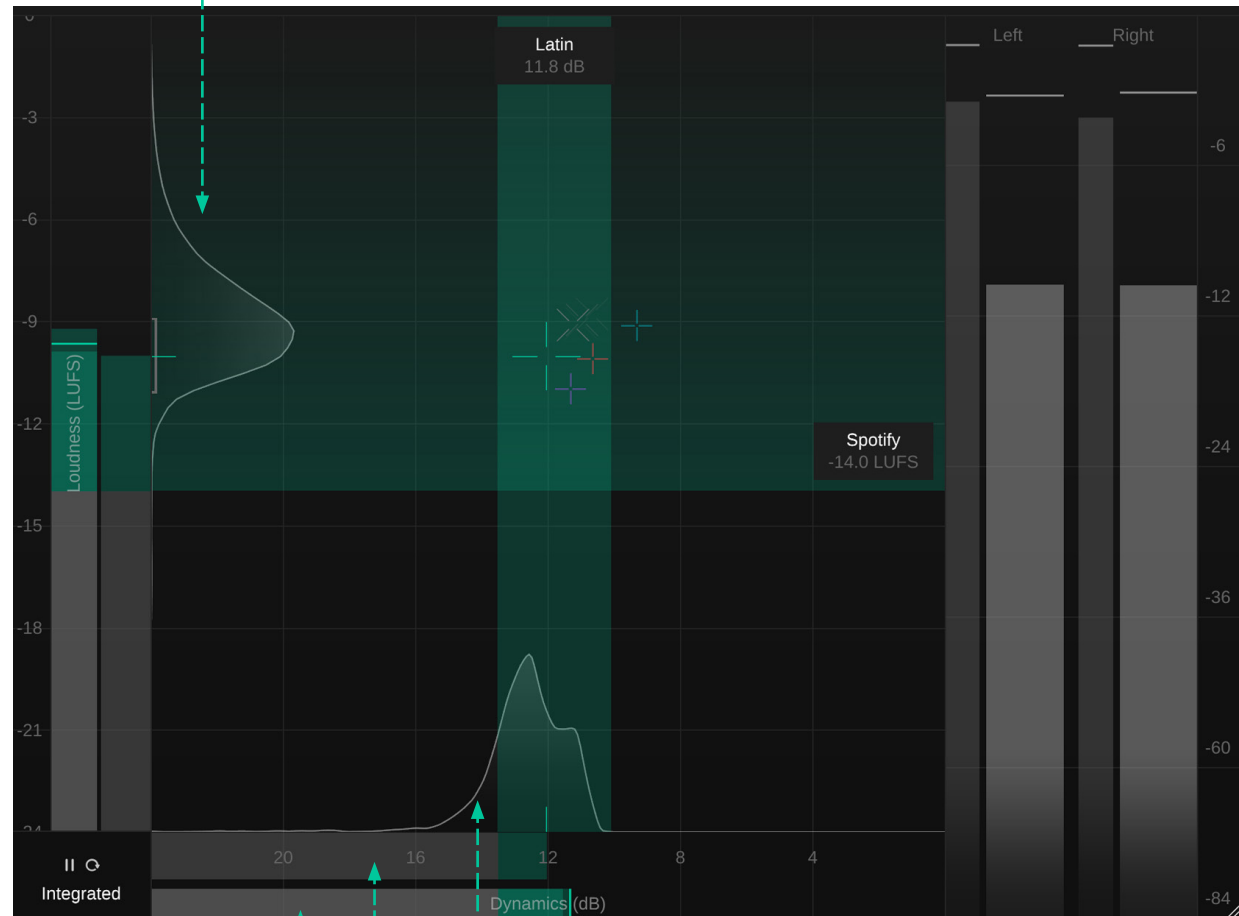 0
Latin
11.8 dB
Left
Right
-3
-6
-9
-12
-15
-18
-21
-24
Loudness (LUFS)
Spotify
-14.0 LUFS
-6
-12
-24
-36
-60
-84
20
16
12
8
4
Integrated
Dynamics (dB)